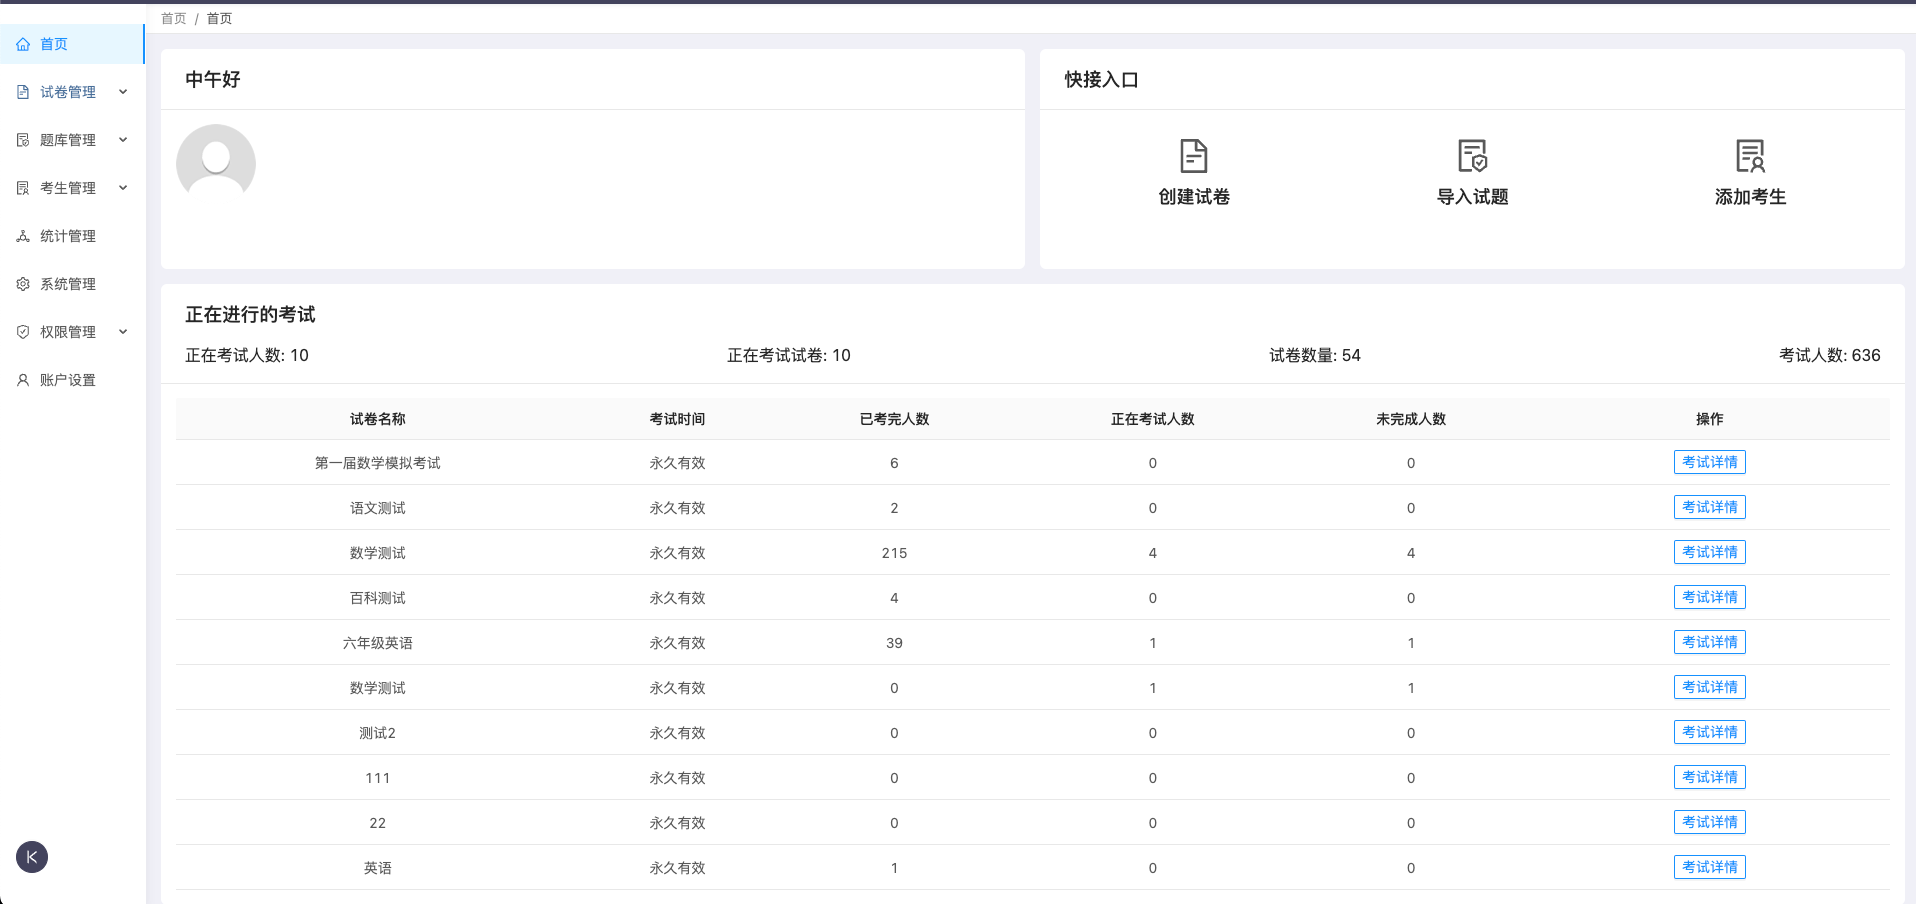 首页 / 首页
首页
试卷管理
题库管理
考生管理
统计管理
系统管理
权限管理
账户设置
中午好
快接入口
创建试卷 导入试题 添加考生
正在进行的考试
正在考试人数: 10 正在考试试卷: 10 试卷数量: 54 考试人数: 636
试卷名称 考试时间 已考完人数 正在考试人数 未完成人数 操作
第一届数学模拟考试 永久有效 6 0 0 考试详情
语文测试 永久有效 2 0 0 考试详情
数学测试 永久有效 215 4 4 考试详情
百科测试 永久有效 4 0 0 考试详情
六年级英语 永久有效 39 1 1 考试详情
数学测试 永久有效 0 1 1 考试详情
测试2 永久有效 0 0 0 考试详情
111 永久有效 0 0 0 考试详情
22 永久有效 0 0 0 考试详情
英语 永久有效 1 0 0 考试详情